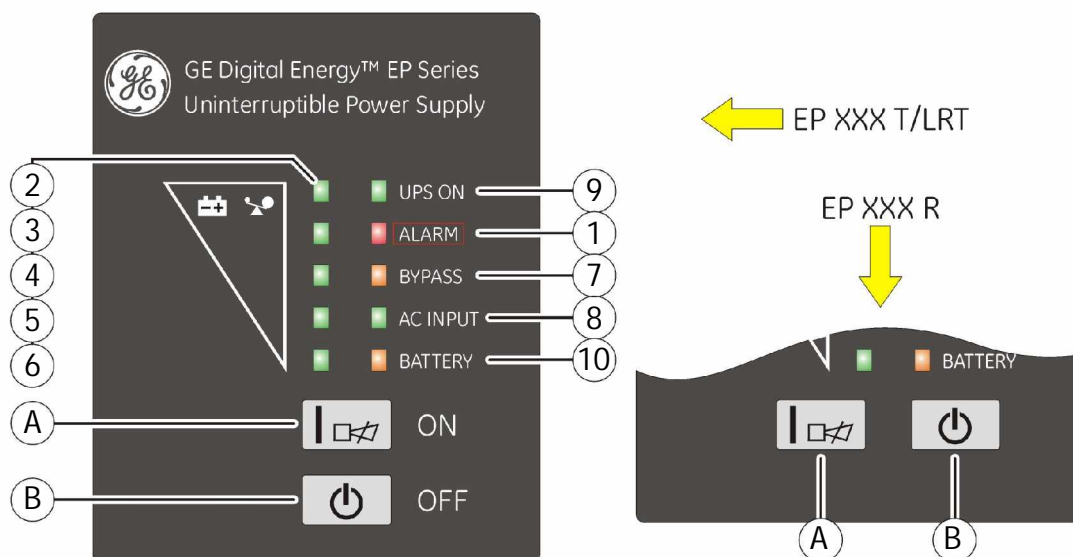 GE Digital Energy™ EP Series
Uninterruptible Power Supply
2 UPS ON 9
3 ALARM 1
4 BYPASS 7
5 AC INPUT 8
6 BATTERY 10
A ON
B OFF
EP XXX T/LRT
EP XXX R
BATTERY
A B